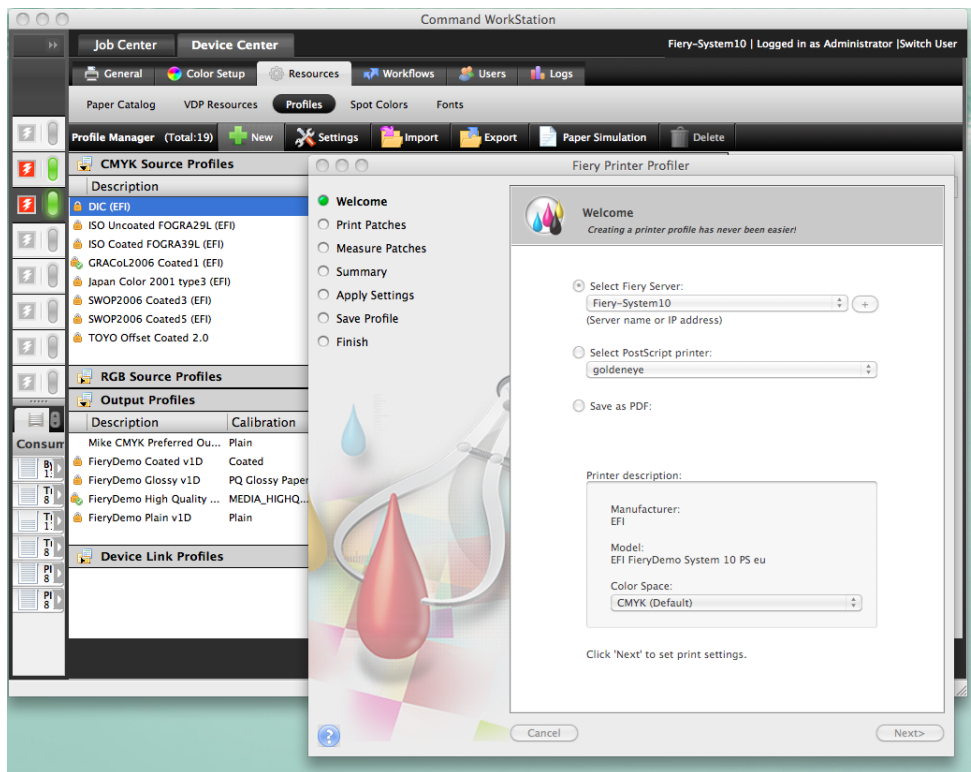 Command WorkStation
Job Center
Device Center
Fiery-System10 | Logged in as Administrator |Switch User
General
Color Setup
Resources
Workflows
Users
Logs
Paper Catalog
VDP Resources
Profiles
Spot Colors
Fonts
Profile Manager (Total:19)
New
Settings
Import
Export
Paper Simulation
Delete
CMYK Source Profiles
Description
DIC (EFI)
ISO Uncoated FOGRA29L (EFI)
ISO Coated FOGRA39L (EFI)
GRACoL2006 Coated1 (EFI)
Japan Color 2001 type3 (EFI)
SWOP2006 Coated3 (EFI)
SWOP2006 Coated5 (EFI)
TOYO Offset Coated 2.0
RGB Source Profiles
Output Profiles
Description
Calibration
Mike CMYK Preferred Ou... Plain
FieryDemo Coated v1D Coated
FieryDemo Glossy v1D PQ Glossy Paper
FieryDemo High Quality ... MEDIA_HIGHQ...
FieryDemo Plain v1D Plain
Device Link Profiles
Consum
8
8
Pl
8
Pl
8
Fiery Printer Profiler
Welcome
Print Patches
Measure Patches
Summary
Apply Settings
Save Profile
Finish
Welcome
Creating a printer profile has never been easier!
Select Fiery Server:
Fiery-System10
+
(Server name or IP address)
Select PostScript printer:
goldeneye
Save as PDF:
Printer description:
Manufacturer:
EFI
Model:
EFI FieryDemo System 10 PS eu
Color Space:
CMYK (Default)
Click 'Next' to set print settings.
?
Cancel
Next>